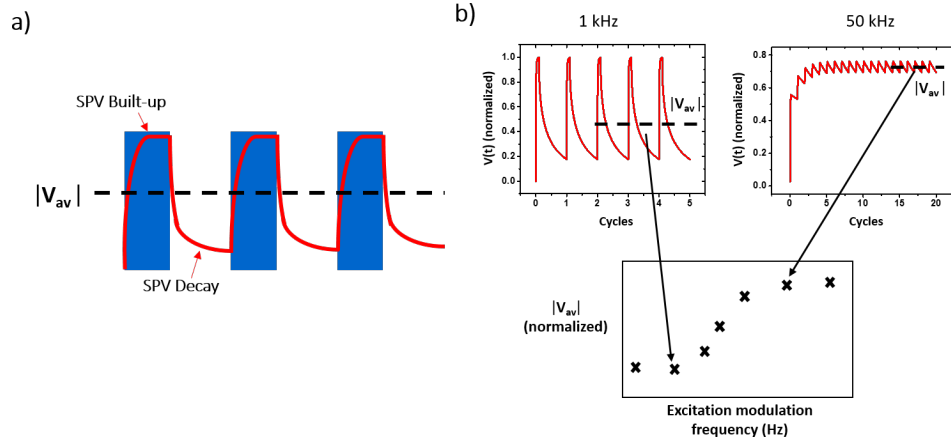 a)
SPV Built-up
|Vav|
SPV Decay
b)
1 kHz
50 kHz
V(t) (normalized)
1.0
0.8
0.6
0.4
0.2
0.0
|Vav|
0 1 2 3 4 5
Cycles
V(t) (normalized)
0.8
0.6
0.4
0.2
0.0
|Vav|
0 5 10 15 20
Cycles
|Vav|
(normalized)
Excitation modulation
frequency (Hz)